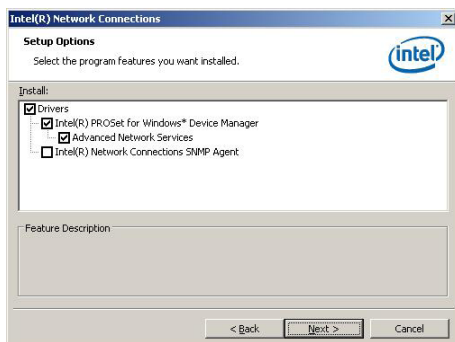 Intel(R) Network Connections
Setup Options
Select the program features you want installed.
intel
Install:
Drivers
Intel(R) PROSet for Windows* Device Manager
Advanced Network Services
Intel(R) Network Connections SNMP Agent
Feature Description
< Back
Next >
Cancel